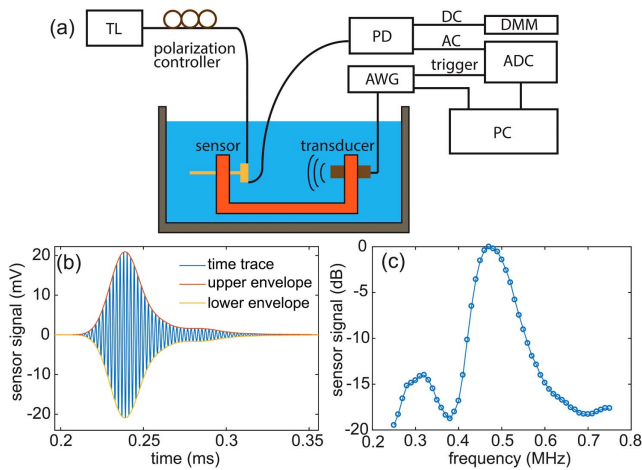 (a)
TL
polarization
controller
PD
DC
DMM
AC
ADC
trigger
AWG
PC
sensor
transducer
(b)
20
10
0
-10
-20
sensor signal (mV)
time trace
upper envelope
lower envelope
0.2
0.25
0.3
0.35
time (ms)
(c)
0
-5
-10
-15
-20
sensor signal (dB)
0.2
0.3
0.4
0.5
0.6
0.7
0.8
frequency (MHz)